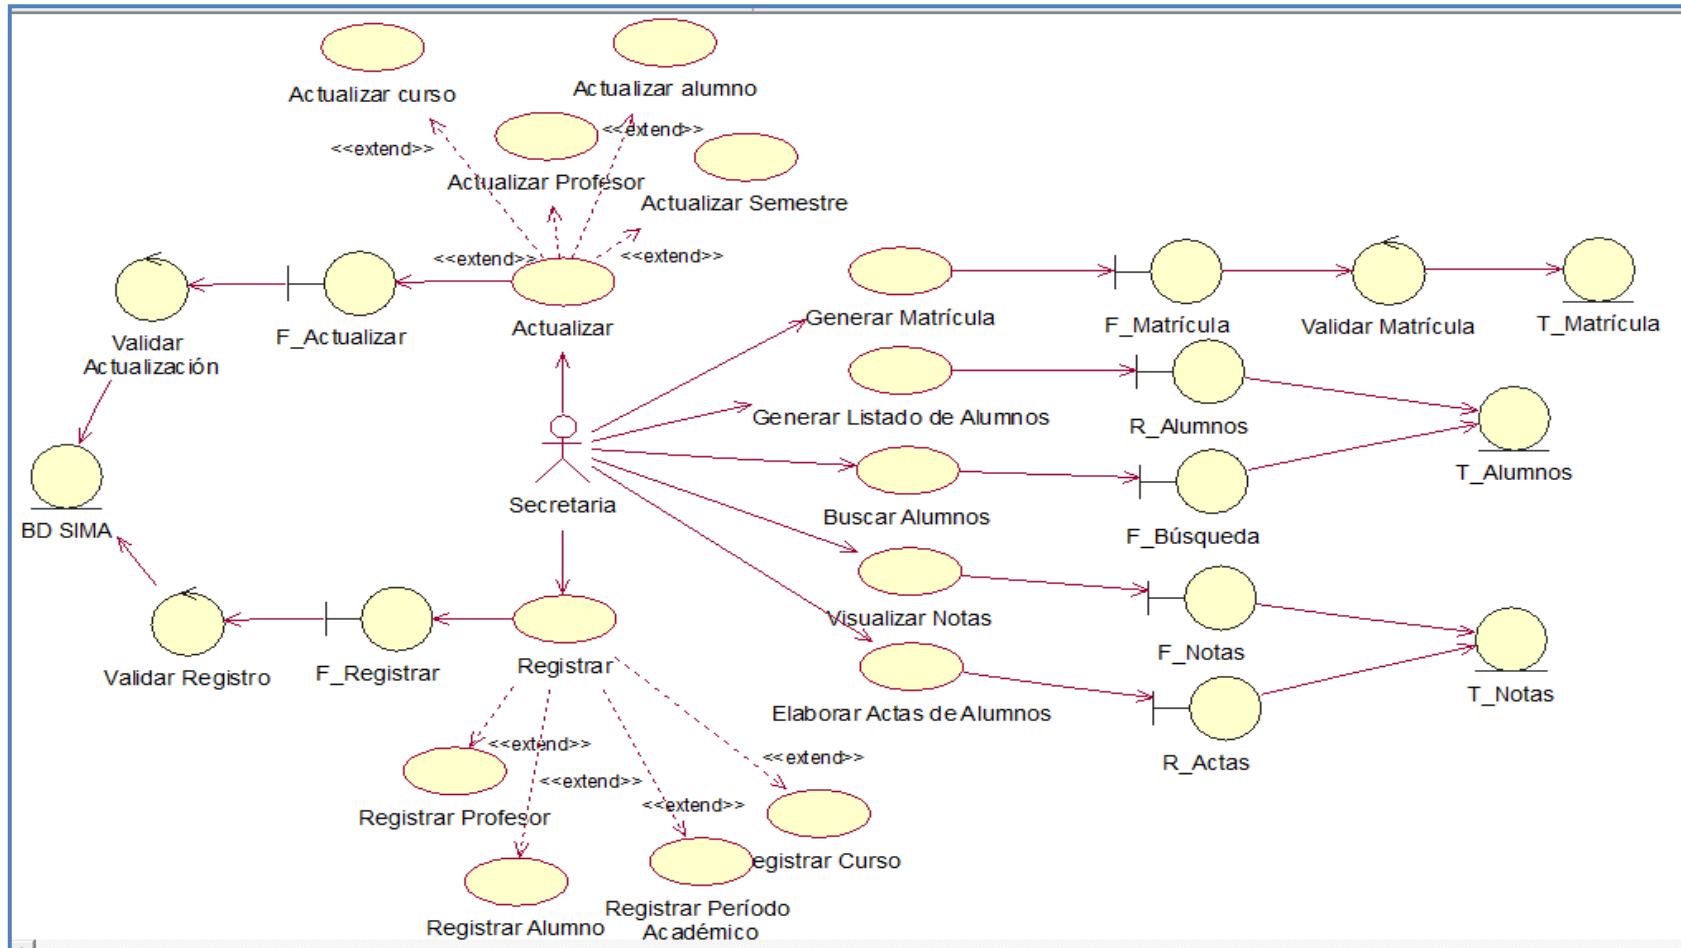 Actualizar curso
Actualizar alumno
<<extend>>
<<extend>>
Actualizar Profesor
Actualizar Semestre
<<extend>>
<<extend>>
Validar
Actualización
F_Actualizar
Actualizar
Generar Matrícula
F_Matrícula
Validar Matrícula
T_Matrícula
Generar Listado de Alumnos
R_Alumnos
T_Alumnos
Secretaria
Buscar Alumnos
F_Búsqueda
BD SIMA
Visualizar Notas
F_Notas
T_Notas
Validar Registro
F_Registrar
Registrar
Elaborar Actas de Alumnos
R_Actas
<<extend>>
<<extend>>
<<extend>>
<<extend>>
Registrar Profesor
egistrar Curso
Registrar Alumno
Registrar Período
Académico